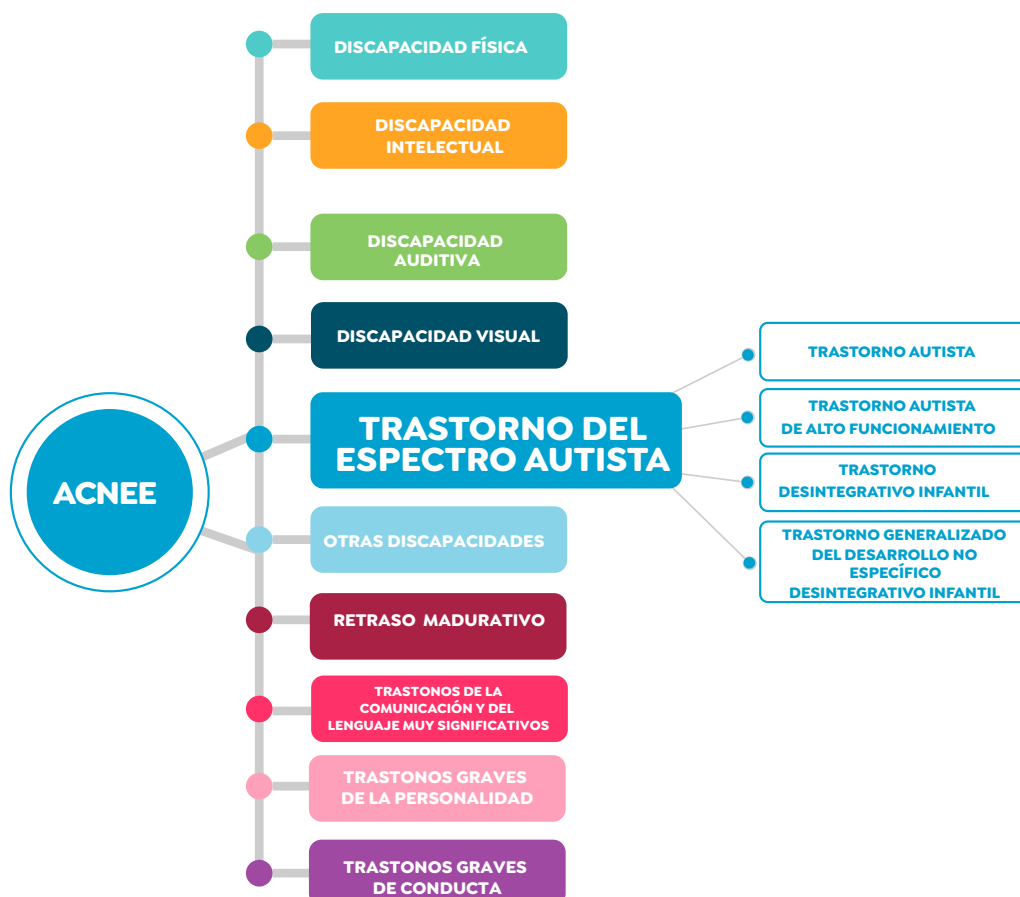 DISCAPACIDAD FÍSICA
DISCAPACIDAD
INTELECTUAL
DISCAPACIDAD
AUDITIVA
DISCAPACIDAD VISUAL
ACNEE
TRASTORNO DEL
ESPECTRO AUTISTA
TRASTORNO AUTISTA
TRASTORNO AUTISTA
DE ALTO FUNCIONAMIENTO
TRASTORNO
DESINTEGRATIVO INFANTIL
TRASTORNO GENERALIZADO
DEL DESARROLLO NO
ESPECÍFICO
DESINTEGRATIVO INFANTIL
OTRAS DISCAPACIDADES
RETRASO MADURATIVO
TRASTONOS DE LA
COMUNICACIÓN Y DEL
LENGUAJE MUY SIGNIFICATIVOS
TRASTONOS GRAVES
DE LA PERSONALIDAD
TRASTONOS GRAVES
DE CONDUCTA